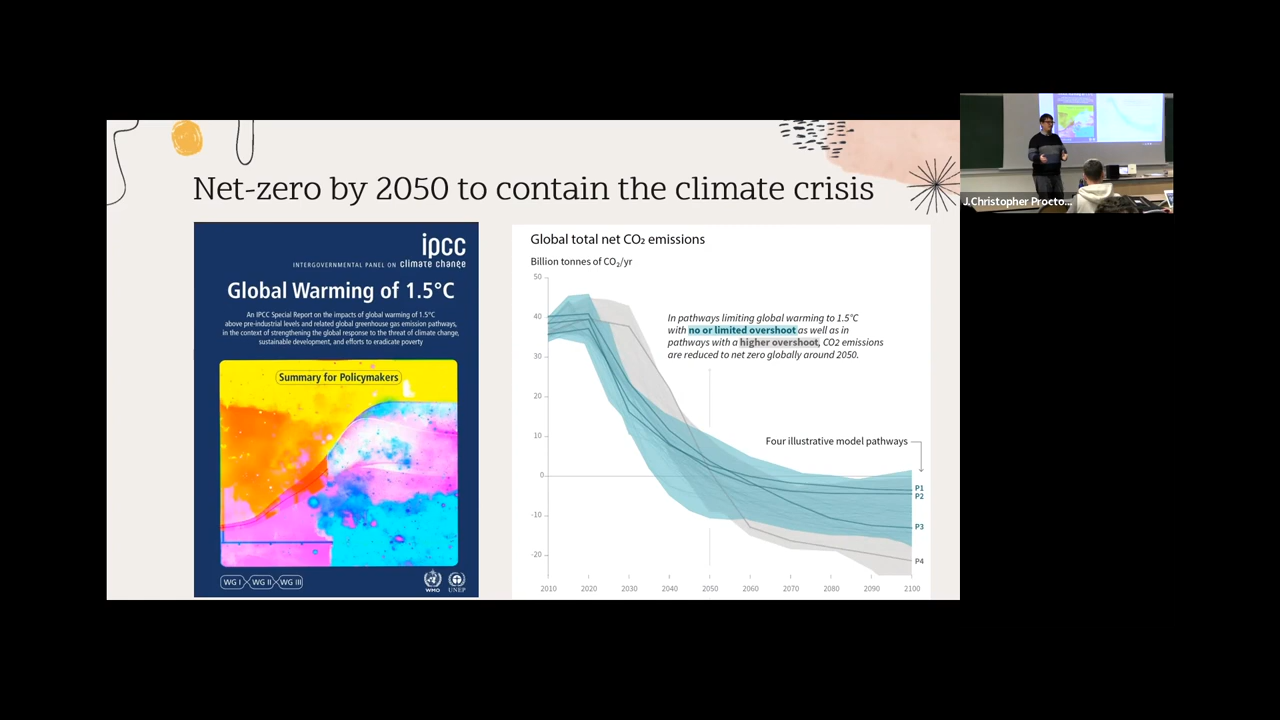 Net-zero by 2050 to contain the climate crisis
ipcc
INTERGOVERNMENTAL PANEL ON climate change
Global Warming of 1.5°C
An IPCC Special Report on the impacts of global warming of 1.5°C
above pre-industrial levels and related global greenhouse gas emission pathways,
in the context of strengthening the global response to the threat of climate change,
sustainable development, and efforts to eradicate poverty
Summary for Policymakers
WG I WG II WG III
WMO UNEP
Global total net CO₂ emissions
Billion tonnes of CO₂/yr
50
40
30
20
10
0
-10
-20
In pathways limiting global warming to 1.5°C
with no or limited overshoot as well as in
pathways with a higher overshoot, CO2 emissions
are reduced to net zero globally around 2050.
Four illustrative model pathways
P1
P2
P3
P4
2010 2020 2030 2040 2050 2060 2070 2080 2090 2100
J.Christopher Procto...